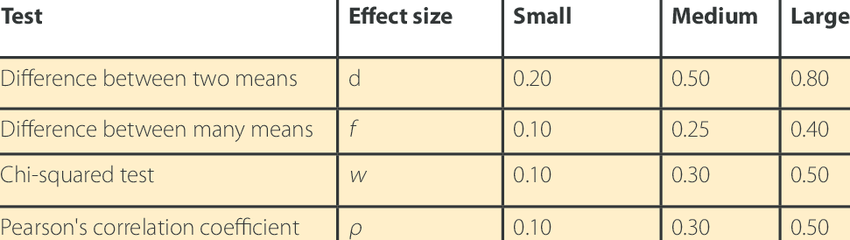 Test Effect size Small Medium Large
Difference between two means d 0.20 0.50 0.80
Difference between many means f 0.10 0.25 0.40
Chi-squared test w 0.10 0.30 0.50
Pearson's correlation coefficient ρ 0.10 0.30 0.50